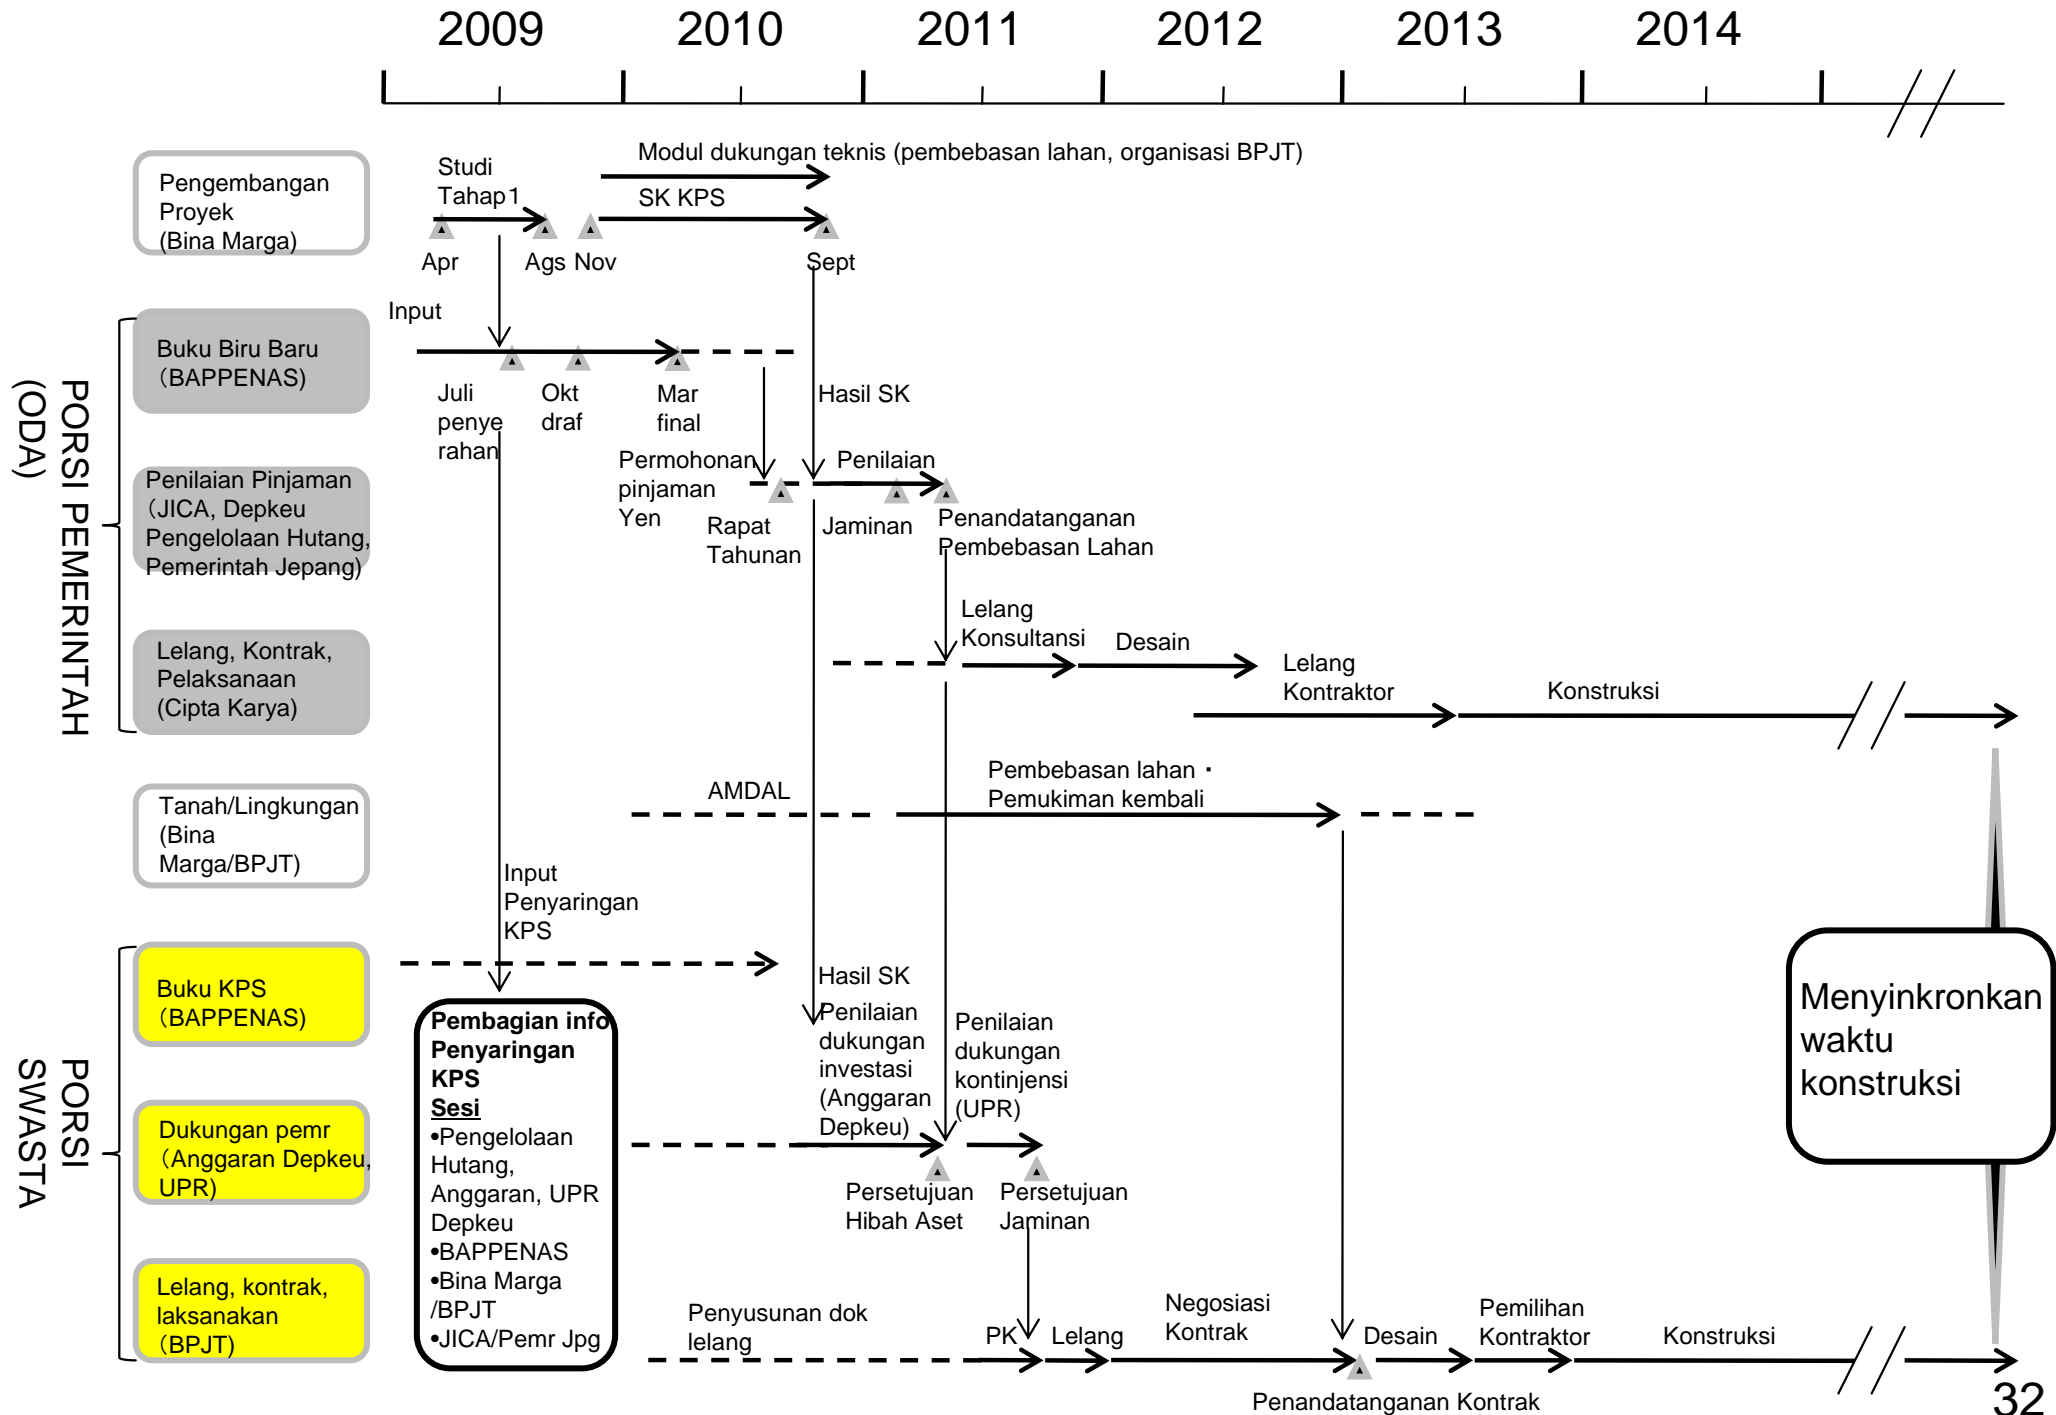 2009
2010
2011
2012
2013
2014
Pengembangan
Proyek
(Bina Marga)
Studi
Tahap1
Modul dukungan teknis (pembebasan lahan, organisasi BPJT)
SK KPS
Apr
Ags
Nov
Sept
PORSI PEMERINTAH
(ODA)
Buku Biru Baru
（BAPPENAS)
Input
Juli
penye
rahan
Okt
draf
Mar
final
Hasil SK
Penilaian Pinjaman
（JICA, Depkeu
Pengelolaan Hutang,
Pemerintah Jepang)
Permohonan
pinjaman
Yen
Penilaian
Rapat
Tahunan
Jaminan
Penandatanganan
Pembebasan Lahan
Lelang, Kontrak,
Pelaksanaan
(Cipta Karya)
Lelang
Konsultansi
Desain
Lelang
Kontraktor
Konstruksi
Tanah/Lingkungan
(Bina
Marga/BPJT)
AMDAL
Pembebasan lahan・
Pemukiman kembali
PORSI
SWASTA
Buku KPS
（BAPPENAS)
Input
Penyaringan
KPS
Hasil SK
Pembagian info
Penyaringan
KPS
Sesi
•Pengelolaan
Hutang,
Anggaran, UPR
Depkeu
•BAPPENAS
•Bina Marga
/BPJT
•JICA/Pemr Jpg
Dukungan pemr
（Anggaran Depkeu,
UPR)
Penilaian
dukungan
investasi
(Anggaran
Depkeu)
Penilaian
dukungan
kontinjensi
(UPR)
Persetujuan
Hibah Aset
Persetujuan
Jaminan
Lelang, kontrak,
laksanakan
（BPJT)
Penyusunan dok
lelang
PK
Lelang
Negosiasi
Kontrak
Desain
Pemilihan
Kontraktor
Konstruksi
Penandatanganan Kontrak
Menyinkronkan
waktu
konstruksi
32